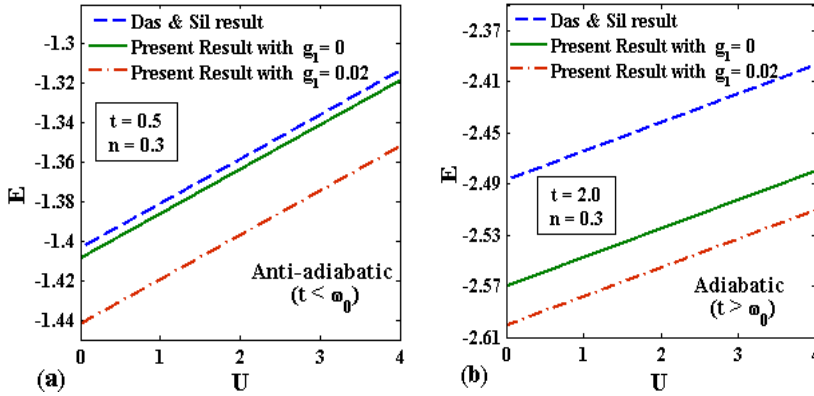 Das & Sil result
Present Result with g₁ = 0
Present Result with g₁ = 0.02
t = 0.5
n = 0.3
Anti-adiabatic
(t < ω₀)
E
-1.3
-1.32
-1.34
-1.36
-1.38
-1.4
-1.42
-1.44
0
1
2
3
4
U
(a)
Das & Sil result
Present Result with g₁ = 0
Present Result with g₁ = 0.02
t = 2.0
n = 0.3
Adiabatic
(t > ω₀)
E
-2.37
-2.41
-2.45
-2.49
-2.53
-2.57
-2.61
0
1
2
3
4
U
(b)